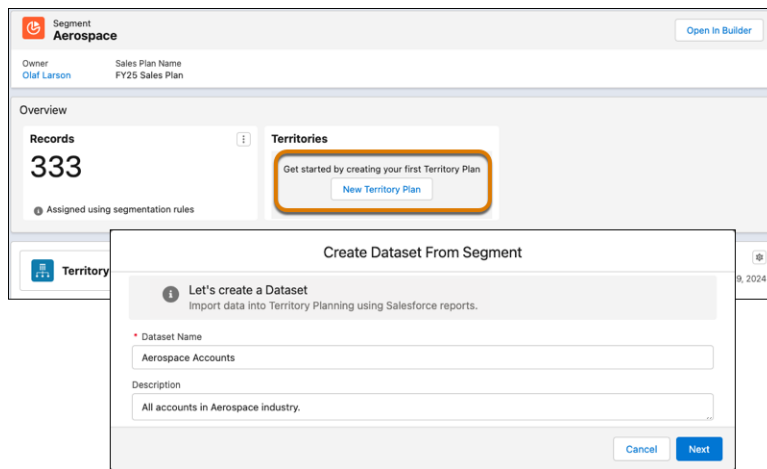 Segment
Aerospace
Open In Builder
Owner
Sales Plan Name
Olaf Larson
FY25 Sales Plan
Overview
Records
333
Assigned using segmentation rules
Territories
Get started by creating your first Territory Plan
New Territory Plan
Territory
9, 2024
Create Dataset From Segment
Let's create a Dataset
Import data into Territory Planning using Salesforce reports.
* Dataset Name
Aerospace Accounts
Description
All accounts in Aerospace industry.
Cancel
Next